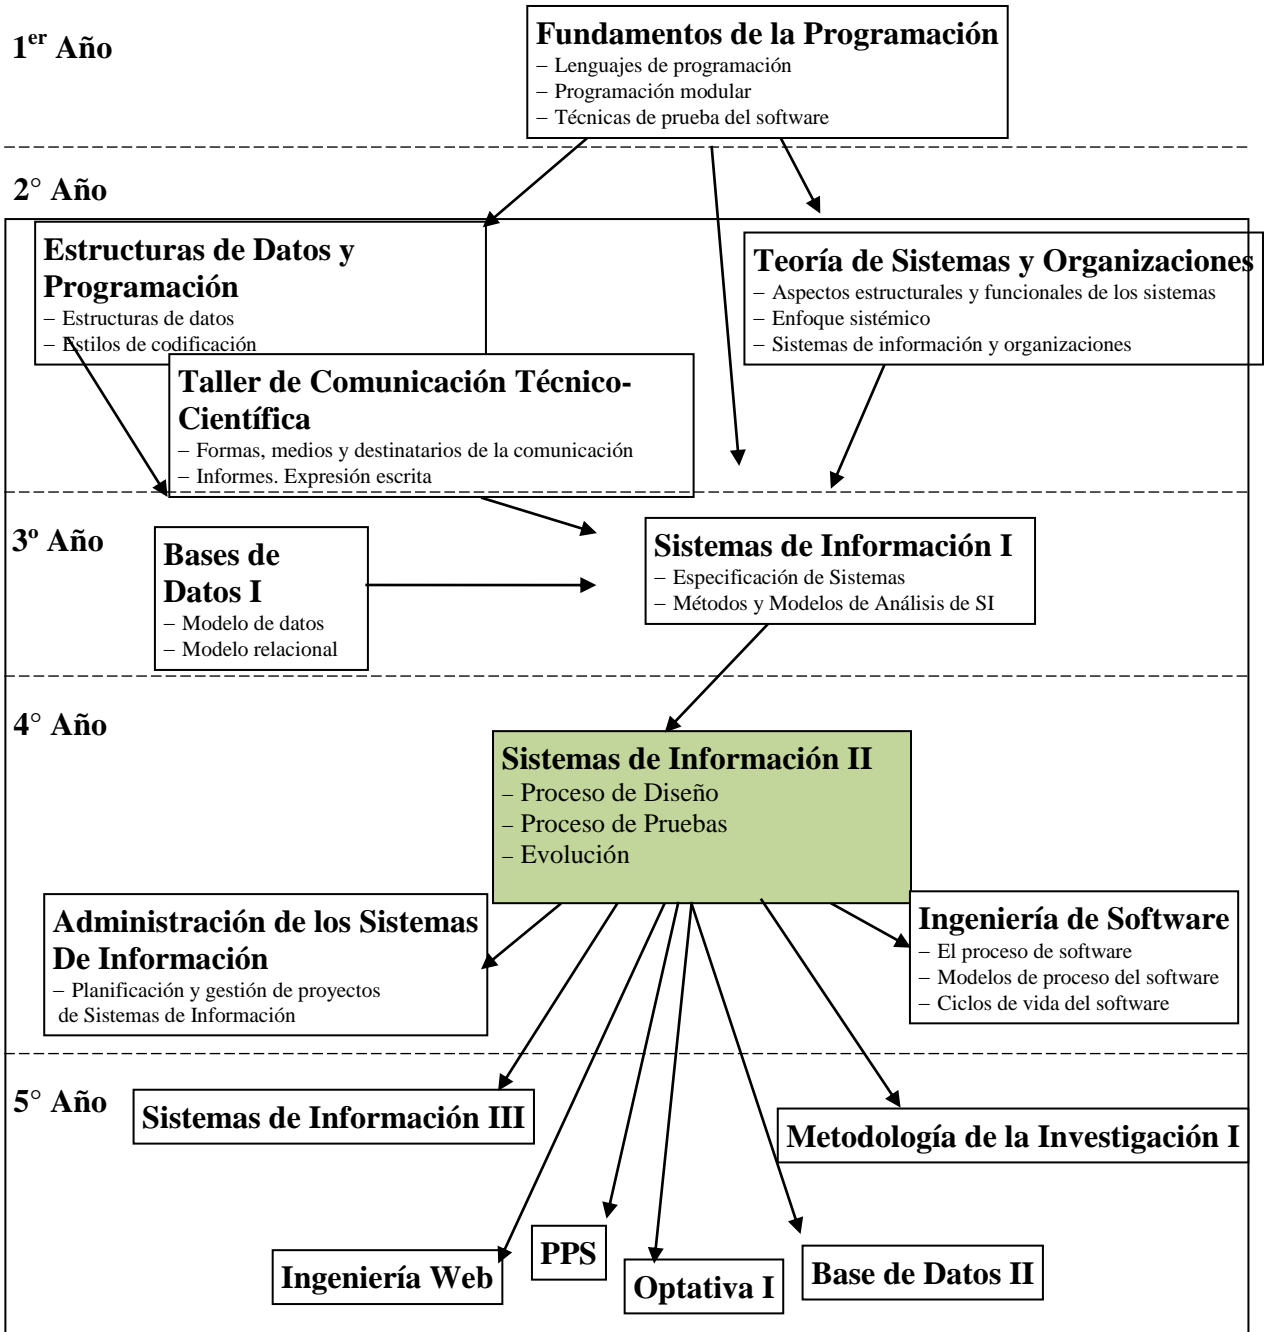 1er Año
Fundamentos de la Programación
– Lenguajes de programación
– Programación modular
– Técnicas de prueba del software
2° Año
Estructuras de Datos y
Programación
– Estructuras de datos
– Estilos de codificación
Teoría de Sistemas y Organizaciones
– Aspectos estructurales y funcionales de los sistemas
– Enfoque sistémico
– Sistemas de información y organizaciones
Taller de Comunicación Técnico-
Científica
– Formas, medios y destinatarios de la comunicación
– Informes. Expresión escrita
3º Año
Bases de
Datos I
– Modelo de datos
– Modelo relacional
Sistemas de Información I
– Especificación de Sistemas
– Métodos y Modelos de Análisis de SI
4° Año
Sistemas de Información II
– Proceso de Diseño
– Proceso de Pruebas
– Evolución
Administración de los Sistemas
De Información
– Planificación y gestión de proyectos
de Sistemas de Información
Ingeniería de Software
– El proceso de software
– Modelos de proceso del software
– Ciclos de vida del software
5° Año
Sistemas de Información III
Metodología de la Investigación I
Ingeniería Web
PPS
Optativa I
Base de Datos II